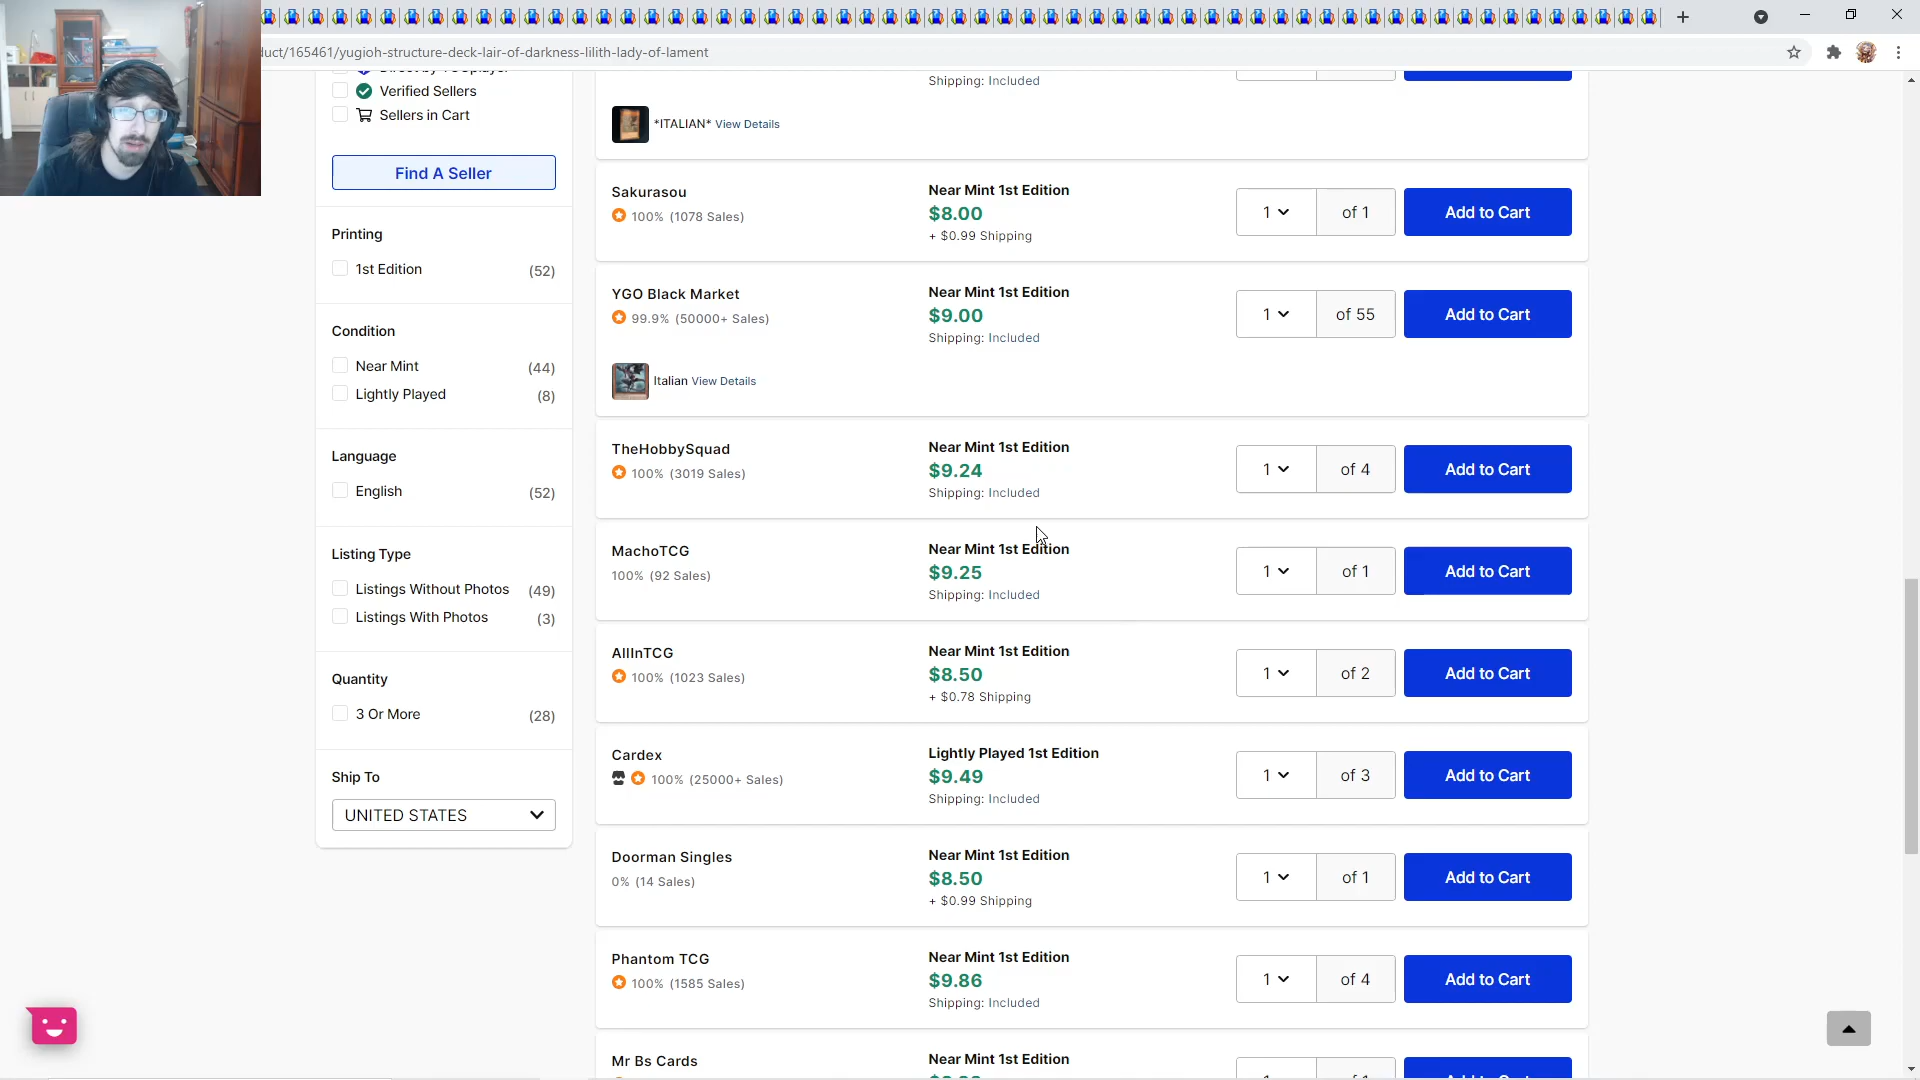 duct/165461/yugioh-structure-deck-lair-of-darkness-lilith-lady-of-lament
Verified Sellers
Sellers in Cart
Find A Seller
Printing
1st Edition (52)
Condition
Near Mint (44)
Lightly Played (8)
Language
English (52)
Listing Type
Listings Without Photos (49)
Listings With Photos (3)
Quantity
3 Or More (28)
Ship To
UNITED STATES
Shipping: Included
*ITALIAN* View Details
Sakurasou
100% (1078 Sales)
Near Mint 1st Edition
$8.00
+ $0.99 Shipping
1 of 1 Add to Cart
YGO Black Market
99.9% (50000+ Sales)
Near Mint 1st Edition
$9.00
Shipping: Included
1 of 55 Add to Cart
Italian View Details
TheHobbySquad
100% (3019 Sales)
Near Mint 1st Edition
$9.24
Shipping: Included
1 of 4 Add to Cart
MachoTCG
100% (92 Sales)
Near Mint 1st Edition
$9.25
Shipping: Included
1 of 1 Add to Cart
AllInTCG
100% (1023 Sales)
Near Mint 1st Edition
$8.50
+ $0.78 Shipping
1 of 2 Add to Cart
Cardex
100% (25000+ Sales)
Lightly Played 1st Edition
$9.49
Shipping: Included
1 of 3 Add to Cart
Doorman Singles
0% (14 Sales)
Near Mint 1st Edition
$8.50
+ $0.99 Shipping
1 of 1 Add to Cart
Phantom TCG
100% (1585 Sales)
Near Mint 1st Edition
$9.86
Shipping: Included
1 of 4 Add to Cart
Mr Bs Cards
Near Mint 1st Edition